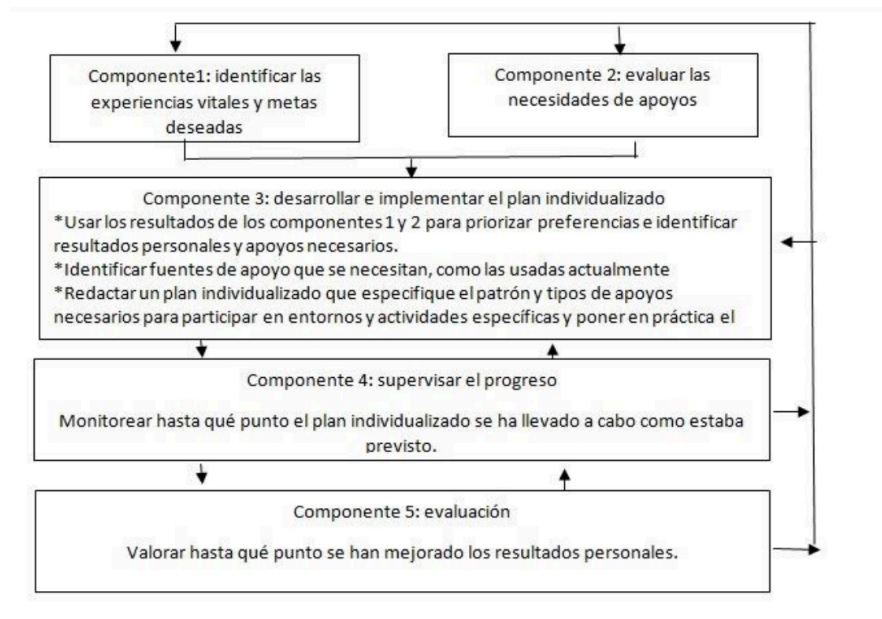 Componente1: identificar las
experiencias vitales y metas
deseadas
Componente 2: evaluar las
necesidades de apoyos
Componente 3: desarrollar e implementar el plan individualizado
*Usar los resultados de los componentes 1 y 2 para priorizar preferencias e identificar
resultados personales y apoyos necesarios.
*Identificar fuentes de apoyo que se necesitan, como las usadas actualmente
*Redactar un plan individualizado que especifique el patrón y tipos de apoyos
necesarios para participar en entornos y actividades específicas y poner en práctica el
Componente 4: supervisar el progreso
Monitorear hasta qué punto el plan individualizado se ha llevado a cabo como estaba
previsto.
Componente 5: evaluación
Valorar hasta qué punto se han mejorado los resultados personales.